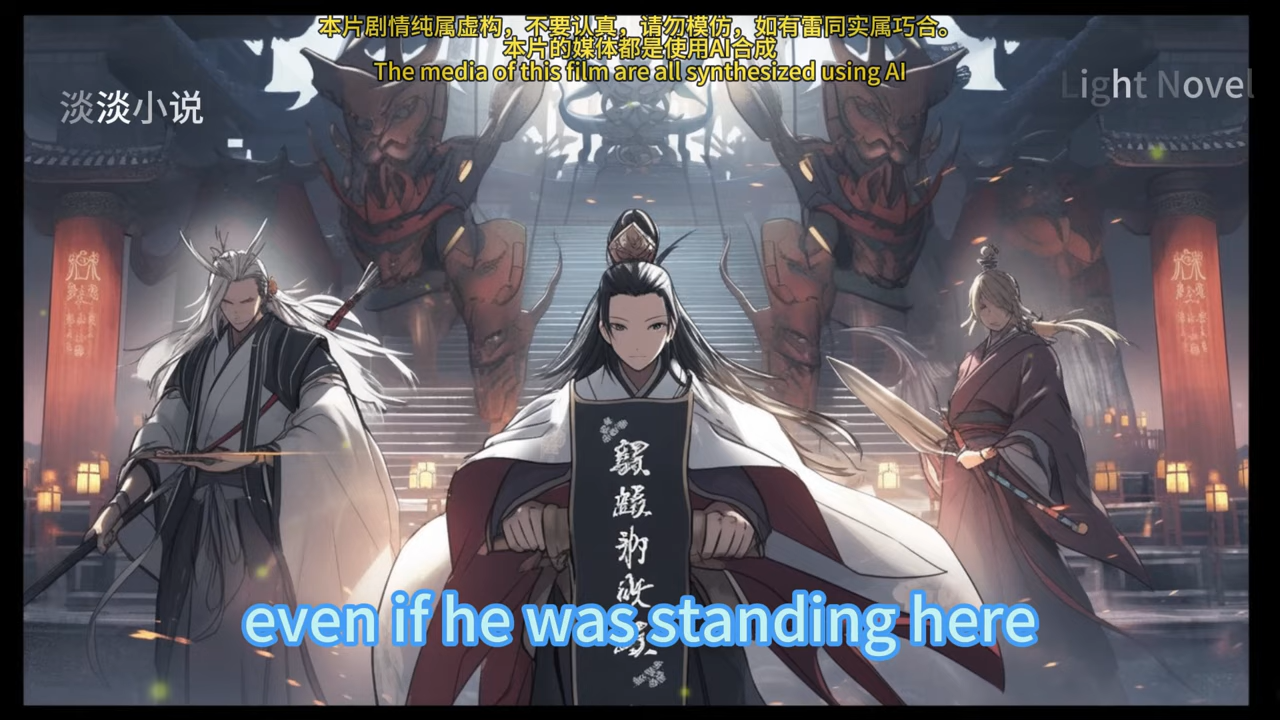 本片剧情纯属虚构，不要认真，请勿模仿，如有雷同实属巧合。
本片的媒体都是使用AI合成
The media of this film are all synthesized using AI
Light Novel
淡淡小说
even if he was standing here